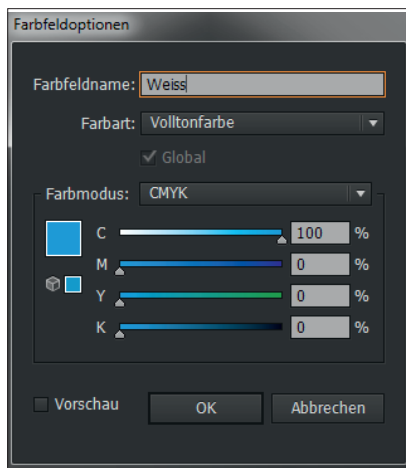 Farbfeldoptionen
Farbfeldname: Weiss
Farbart: Volltonfarbe
Global
Farbmodus: CMYK
C 100 %
M 0 %
Y 0 %
K 0 %
Vorschau OK Abbrechen